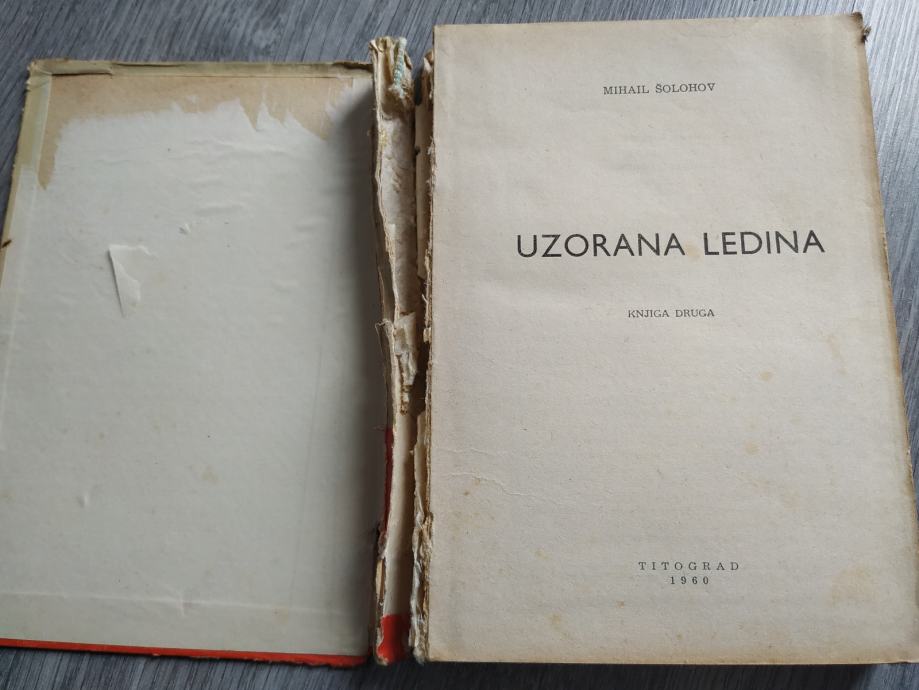 MIHAIL ŠOLOHOV
UZORANA LEDINA
KNJIGA DRUGA
TITOGRAD
1960